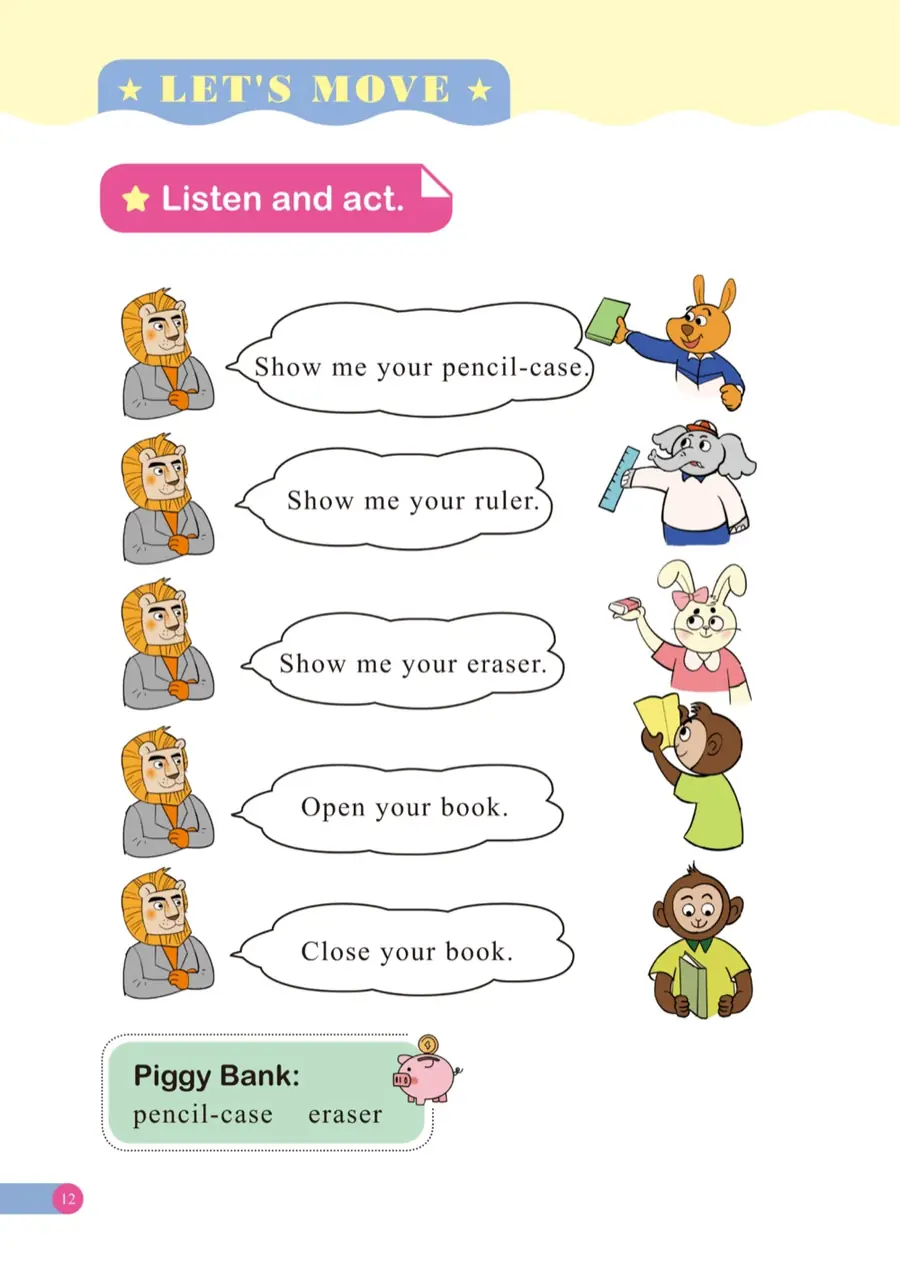 LET'S MOVE
Listen and act.
Show me your pencil-case.
Show me your ruler.
Show me your eraser.
Open your book.
Close your book.
Piggy Bank:
pencil-case eraser
12